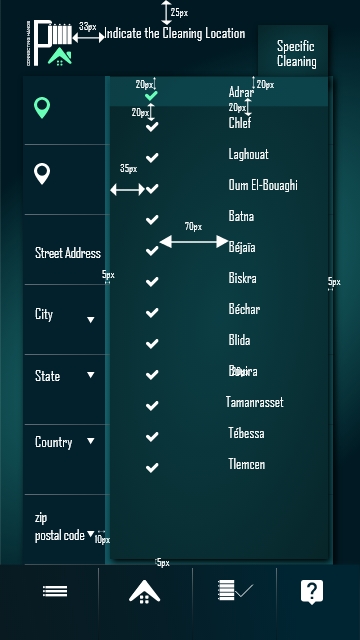 25px
33px
Indicate the Cleaning Location
Specific
Cleaning
20px
20px
Adrar
20px
20px
Chlef
Laghouat
35px
Oum El-Bouaghi
Batna
70px
Street Address
Béjaïa
5px
Biskra
5px
City
Béchar
Blida
State
Tamanrasset
Country
Tébessa
Tlemcen
zip
postal code
10px
5px